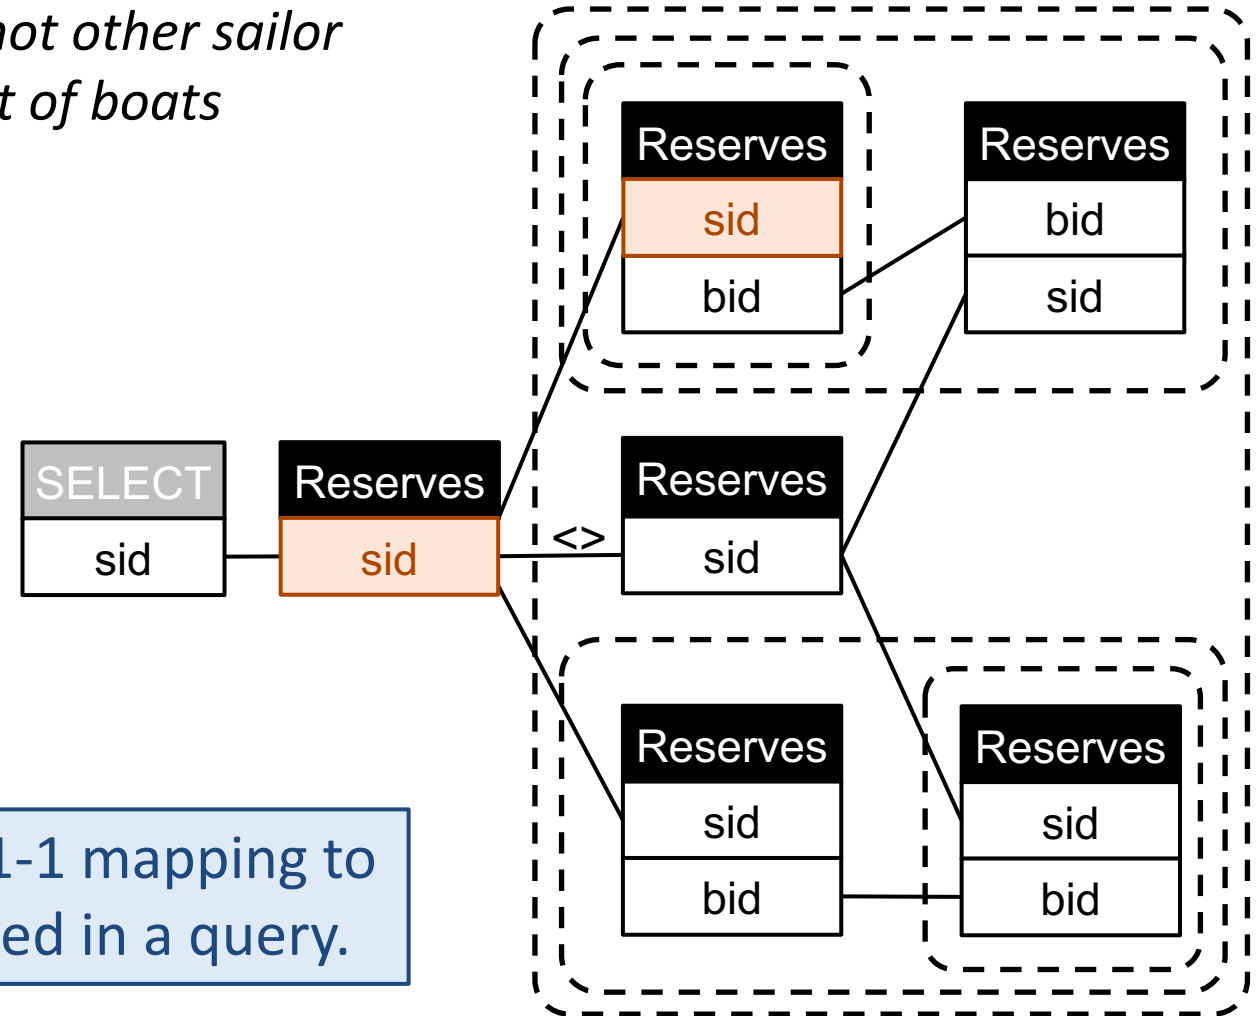 not other sailor
t of boats
Reserves
sid
bid
Reserves
bid
sid
SELECT
sid
Reserves
sid
<>
Reserves
sid
Reserves
sid
bid
Reserves
sid
bid
1-1 mapping to
ed in a query.